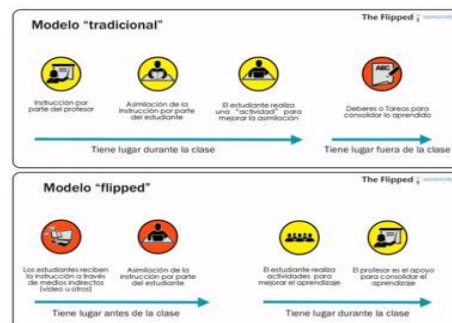 Modelo "tradicional"
The Flipped
Instrucción por
parte del profesor
Asimilación de la
Instrucción por parte
del estudiante
El estudiante realiza
una "actividad" para
mejorar la asimilación
ABC
Deberes o Tareas para
consolidar lo aprendido
Tiene lugar durante la clase
Tiene lugar fuera de la clase
Modelo "flipped"
The Flipped
Los estudiantes reciben
la instrucción a través
de medios indirectos
(video u otros)
Asimilación de la
instrucción por parte
del estudiante
El estudiante realiza
actividades para
mejorar el aprendizaje
El profesor es el apoyo
para consolidar el
aprendizaje
Tiene lugar antes de la clase
Tiene lugar durante la clase